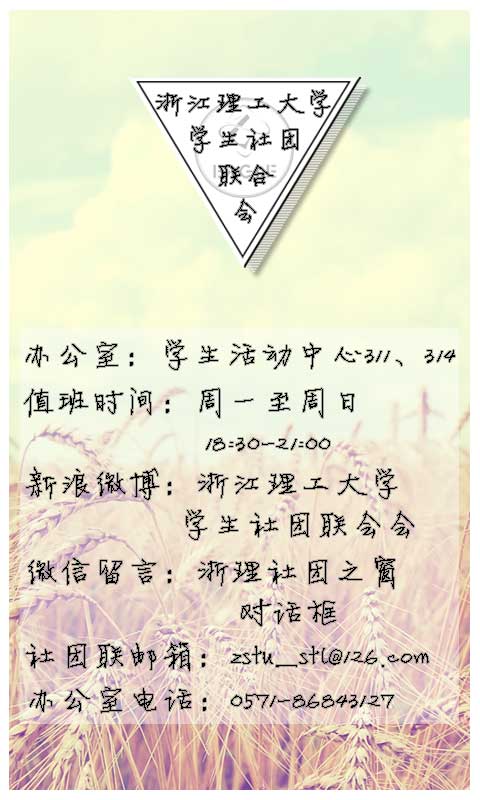 浙江理工大学
学生社团
联合
会
办公室：学生活动中心311、314
值班时间：周一至周日
18:30-21:00
新浪微博：浙江理工大学
学生社团联合会
微信留言：浙理社团之窗
对话框
社团联邮箱：zstu_stl@126.com
办公室电话：0571-86843127